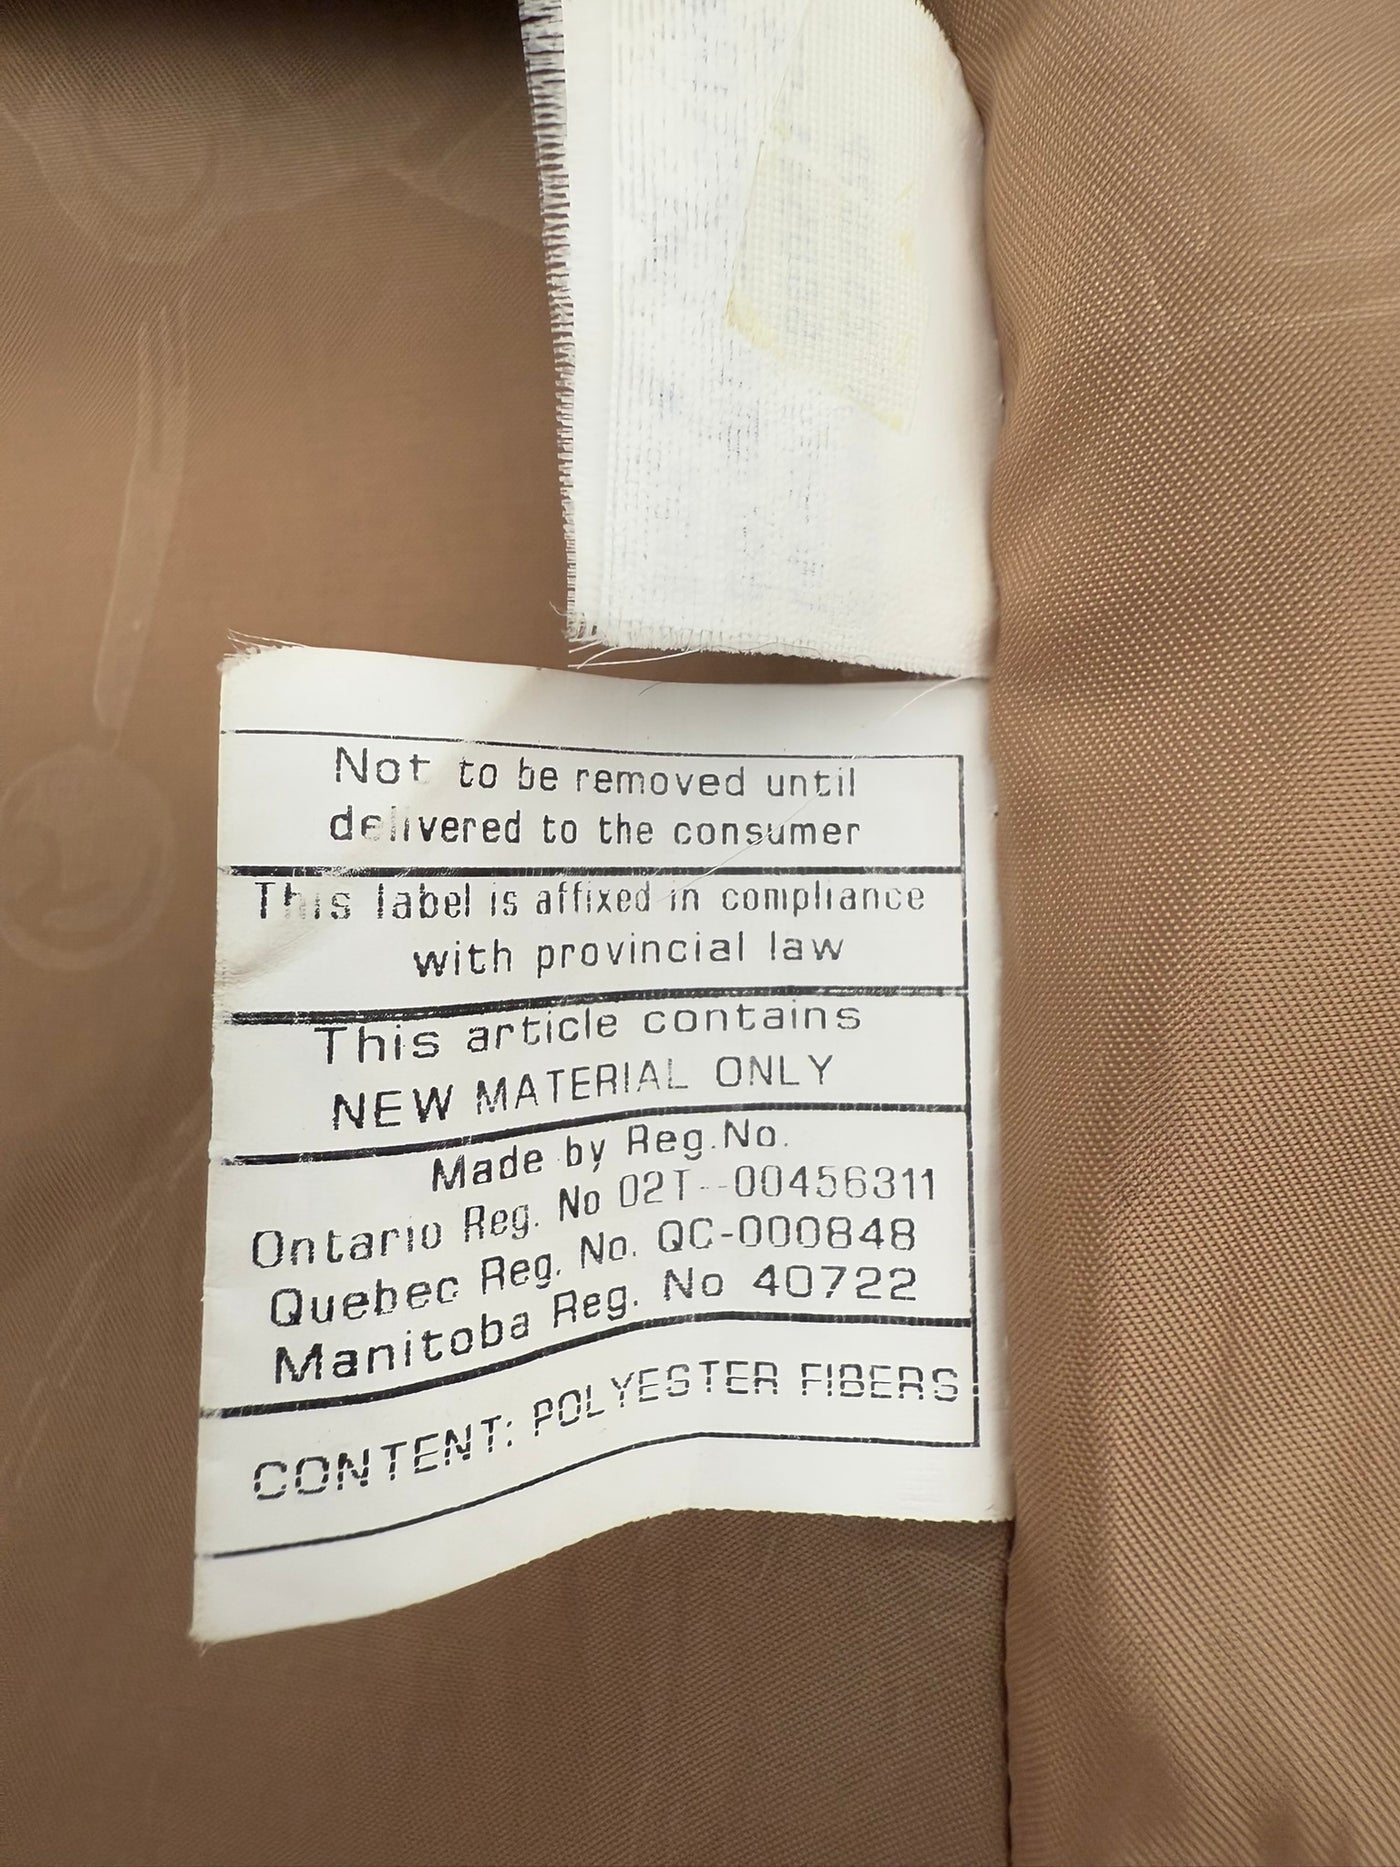 Not to be removed until
delivered to the consumer
This label is affixed in compliance
with provincial law
This article contains
NEW MATERIAL ONLY
Made by Reg.No.
Ontario Reg. No 02T--00456311
Quebec Reg. No. QC-000848
Manitoba Reg. No 40722
CONTENT: POLYESTER FIBERS